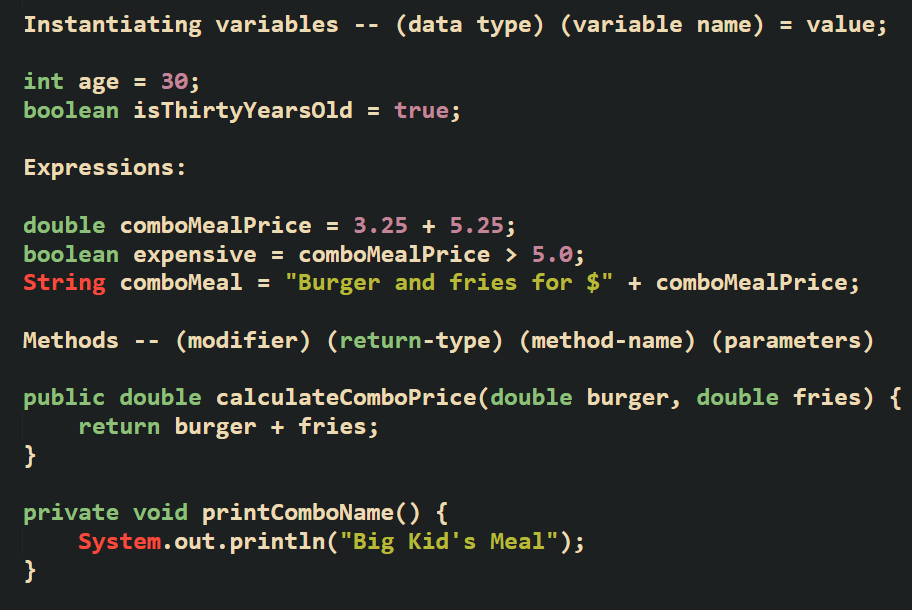 Instantiating variables -- (data type) (variable name) = value;
int age = 30;
boolean isThirtyYearsOld = true;
Expressions:
double comboMealPrice = 3.25 + 5.25;
boolean expensive = comboMealPrice > 5.0;
String comboMeal = "Burger and fries for $" + comboMealPrice;
Methods -- (modifier) (return-type) (method-name) (parameters)
public double calculateComboPrice(double burger, double fries) {
    return burger + fries;
}
private void printComboName() {
    System.out.println("Big Kid's Meal");
}